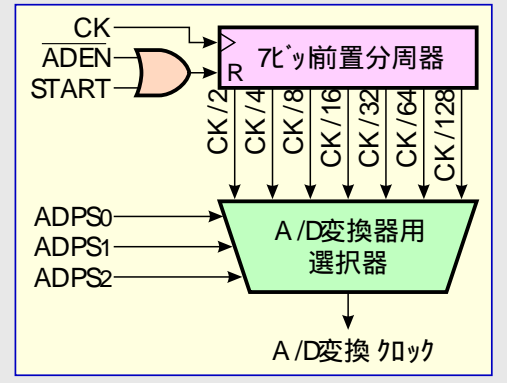 CK
ADEN
START
7ビット前置分周器
R
CK/2
CK/4
CK/8
CK/16
CK/32
CK/64
CK/128
ADPS0
ADPS1
ADPS2
A/D変換器用
選択器
A/D変換 クロック